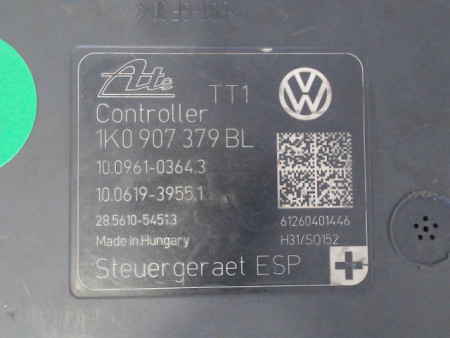 Ate TT1
Controller
1K0 907 379 BL
10.0961-0364.3
10.0619-3955.1
28.5610-5451.3
61260401446
Made in Hungary
H31/SQ152
Steuergeraet ESP